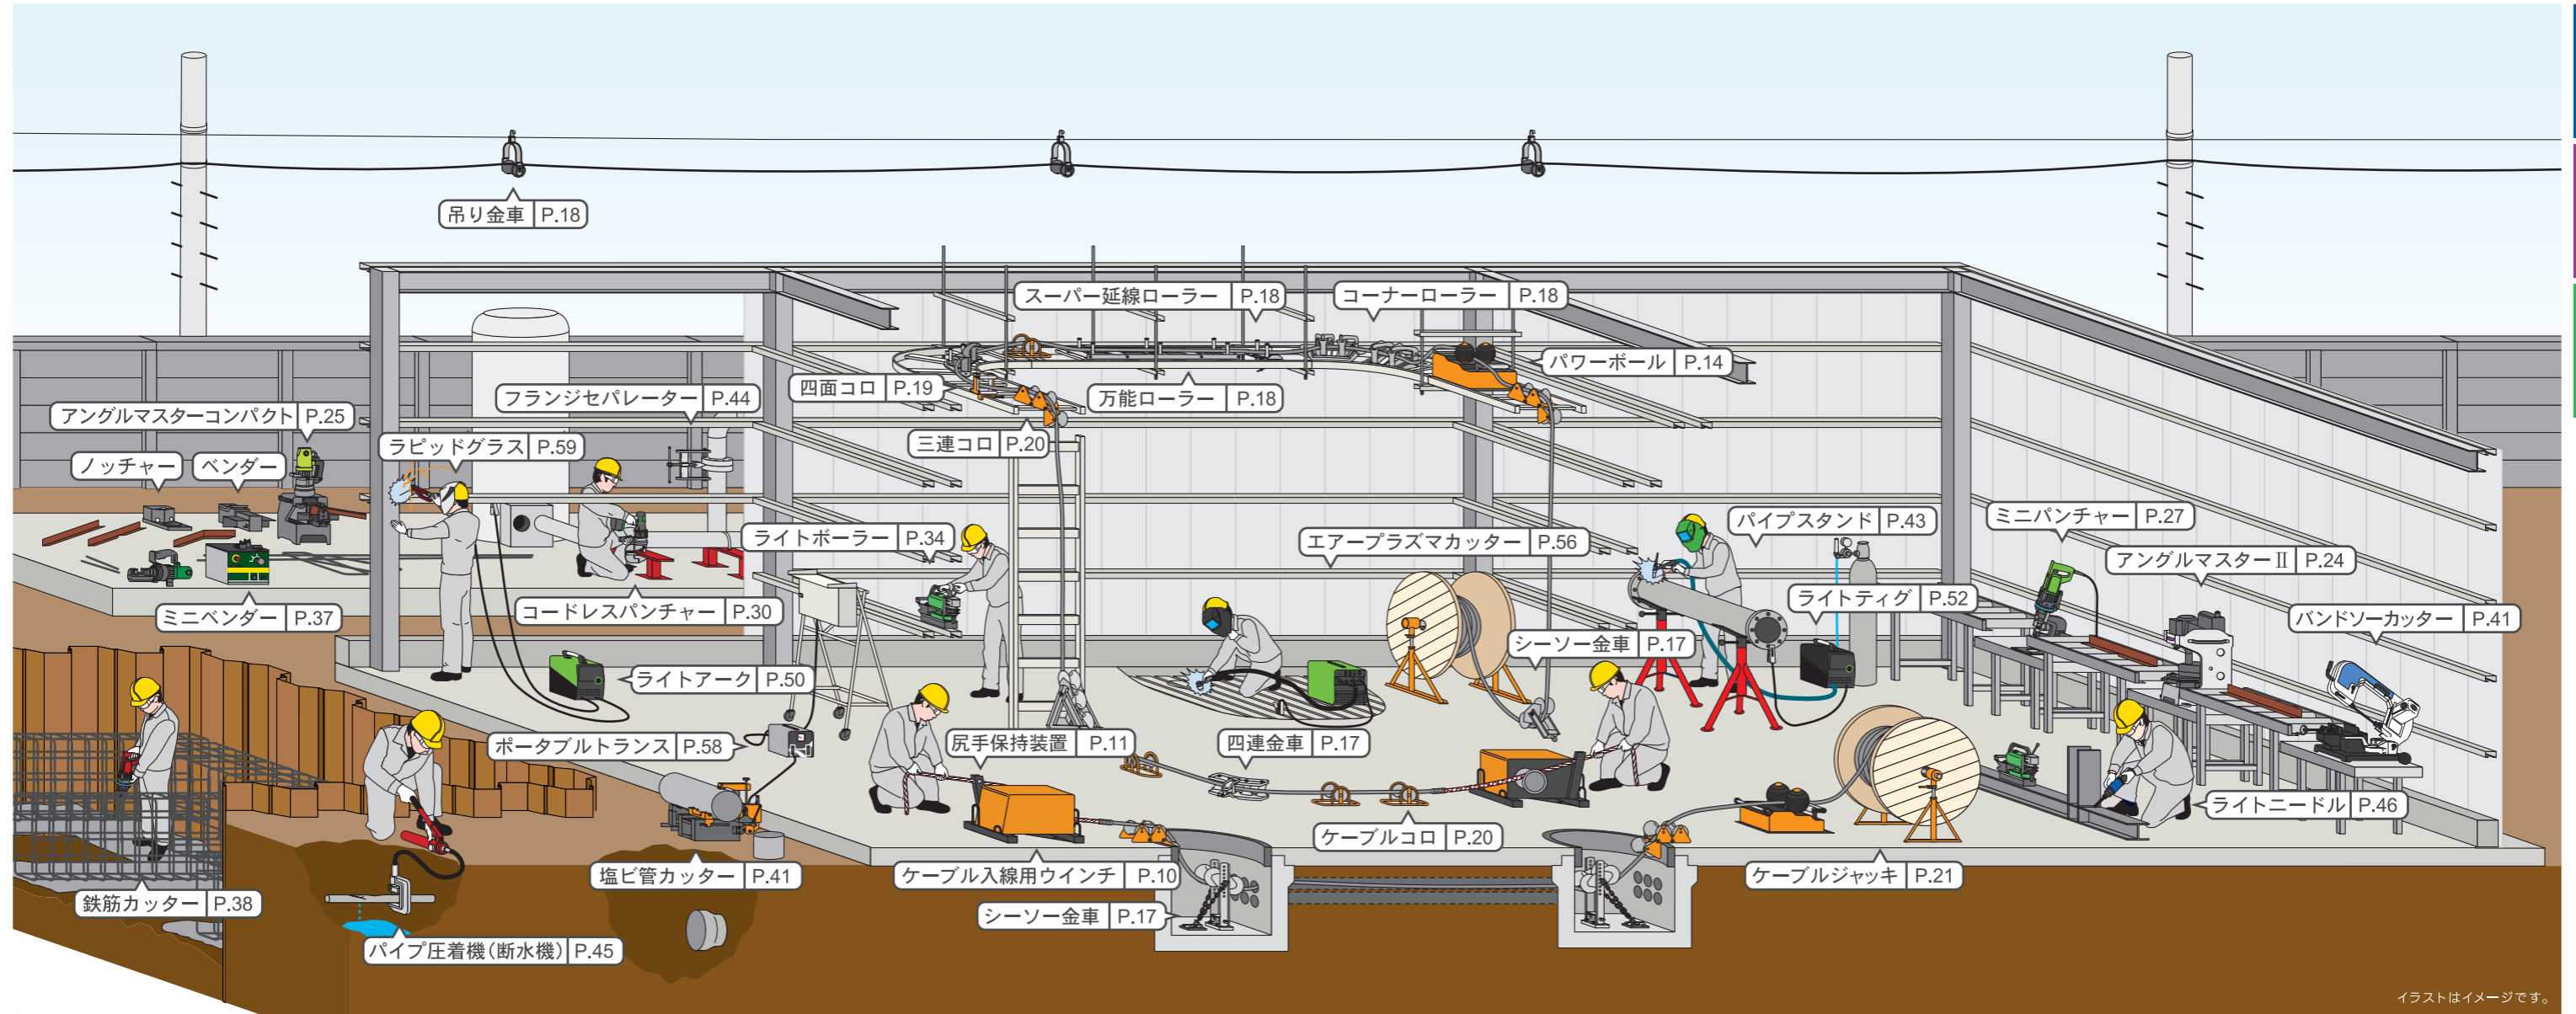 吊り金車 P.18
スーパー延線ローラー P.18
コーナーローラー P.18
パワーボール P.14
四面コロ P.19
万能ローラー P.18
フランジセパレーター P.44
アングルマスターコンパクト P.25
ラピッドグラス P.59
三連コロ P.20
ノッチャー
ベンダー
ライトボーラー P.34
エアープラズマカッター P.56
パイプスタンド P.43
ミニパンチャー P.27
アングルマスターⅡ P.24
ミニベンダー P.37
コードレスパンチャー P.30
ライトティグ P.52
バンドソーカッター P.41
シーソー金車 P.17
ライトアーク P.50
ポータブルトランス P.58
尻手保持装置 P.11
四連金車 P.17
ライトニードル P.46
ケーブルコロ P.20
塩ビ管カッター P.41
ケーブル入線用ウインチ P.10
ケーブルジャッキ P.21
鉄筋カッター P.38
シーソー金車 P.17
パイプ圧着機(断水機) P.45
イラストはイメージです。